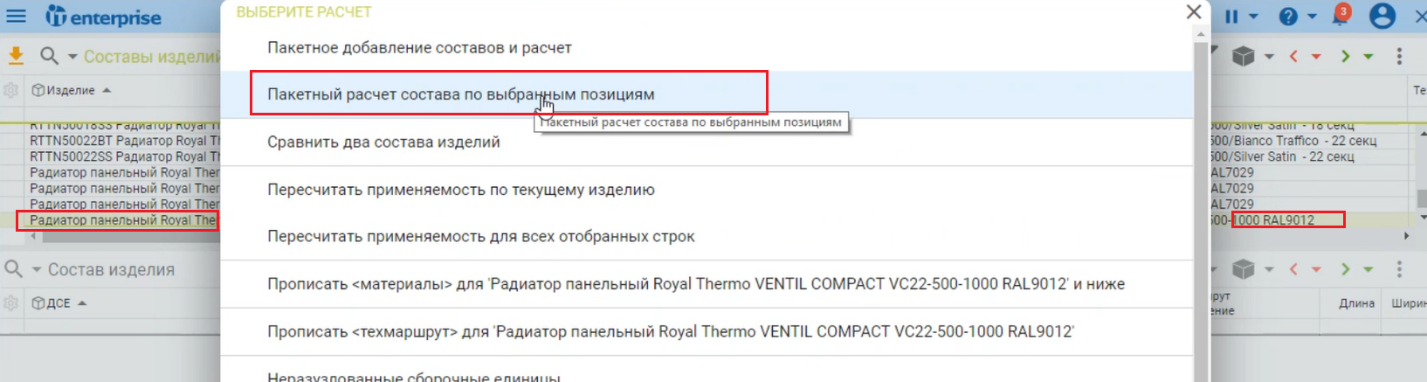 enterprise
ВЫБЕРИТЕ РАСЧЕТ
3
Составы изделий
Пакетное добавление составов и расчет
Изделие
Пакетный расчет состава по выбранным позициям
Пакетный расчет состава по выбранным позициям
RTTN50018SS Радиатор Royal T
500/Silver Satin - 18 секц
RTTN50022BT Радиатор Royal T
500/Bianco Traffico - 22 секц
RTTN50022SS Радиатор Royal T
500/Silver Satin - 22 секц
Сравнить два состава изделий
Радиатор панельный Royal Ther
AL7029
Радиатор панельный Royal Ther
AL7029
Пересчитать применяемость по текущему изделию
Радиатор панельный Royal Ther
AL7029
Радиатор панельный Royal The
500-1000 RAL9012
Пересчитать применяемость для всех отобранных строк
Состав изделия
Прописать <материалы> для 'Радиатор панельный Royal Thermo VENTIL COMPACT VC22-500-1000 RAL9012' и ниже
ДСЕ
Длина
Ширин
Прописать <техмаршрут> для 'Радиатор панельный Royal Thermo VENTIL COMPACT VC22-500-1000 RAL9012'
Неразузлованные сборочные единицы